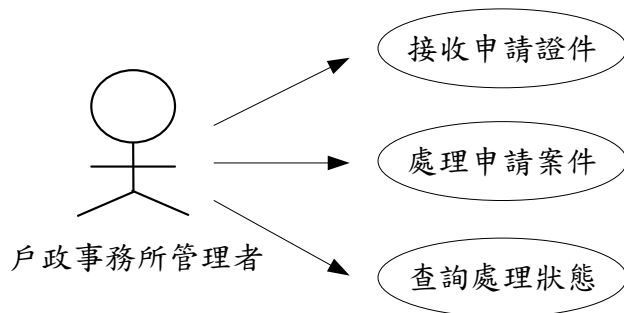 接收申請證件
處理申請案件
戶政事務所管理者
查詢處理狀態